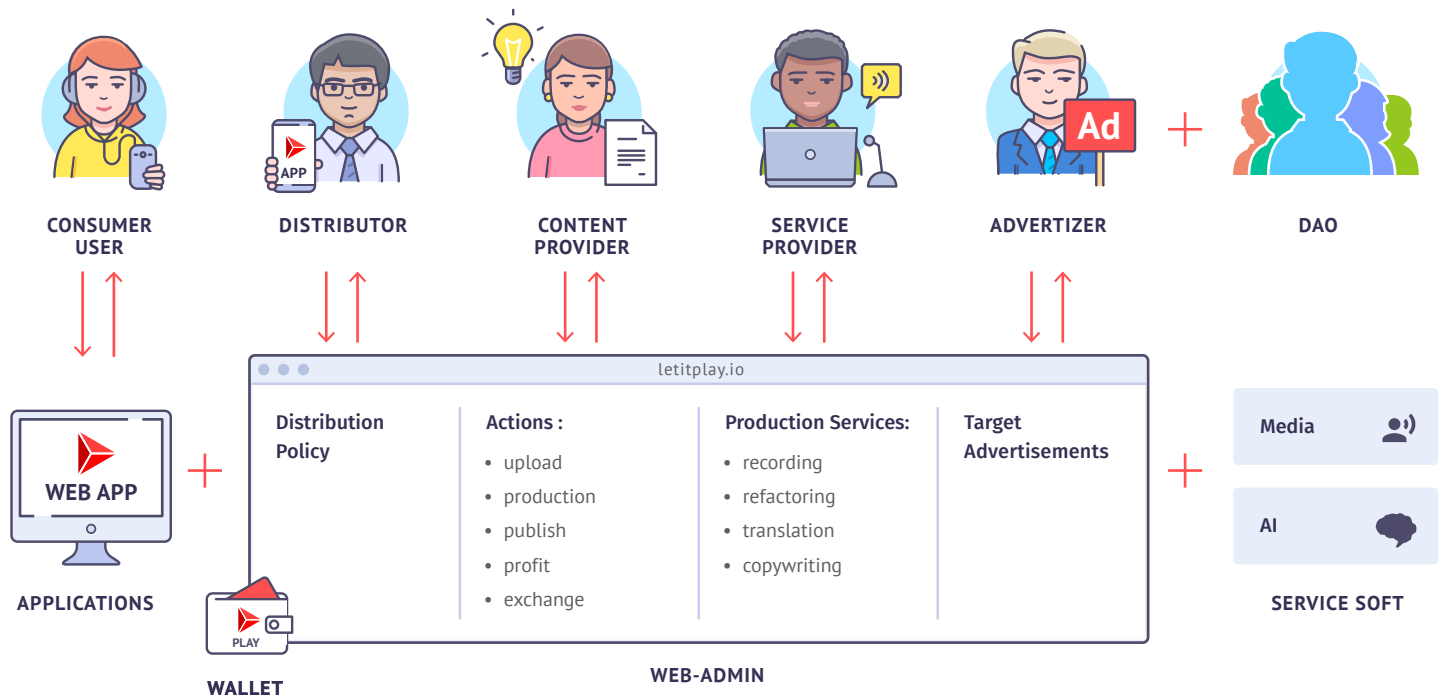 APP
Ad
CONSUMER
USER
DISTRIBUTOR
CONTENT
PROVIDER
SERVICE
PROVIDER
ADVERTIZER
DAO
letitplay.io
WEB APP
APPLICATIONS
Distribution
Policy
Actions :
• upload
• production
• publish
• profit
• exchange
Production Services:
• recording
• refactoring
• translation
• copywriting
Target
Advertisements
Media
AI
SERVICE SOFT
PLAY
WALLET
WEB-ADMIN